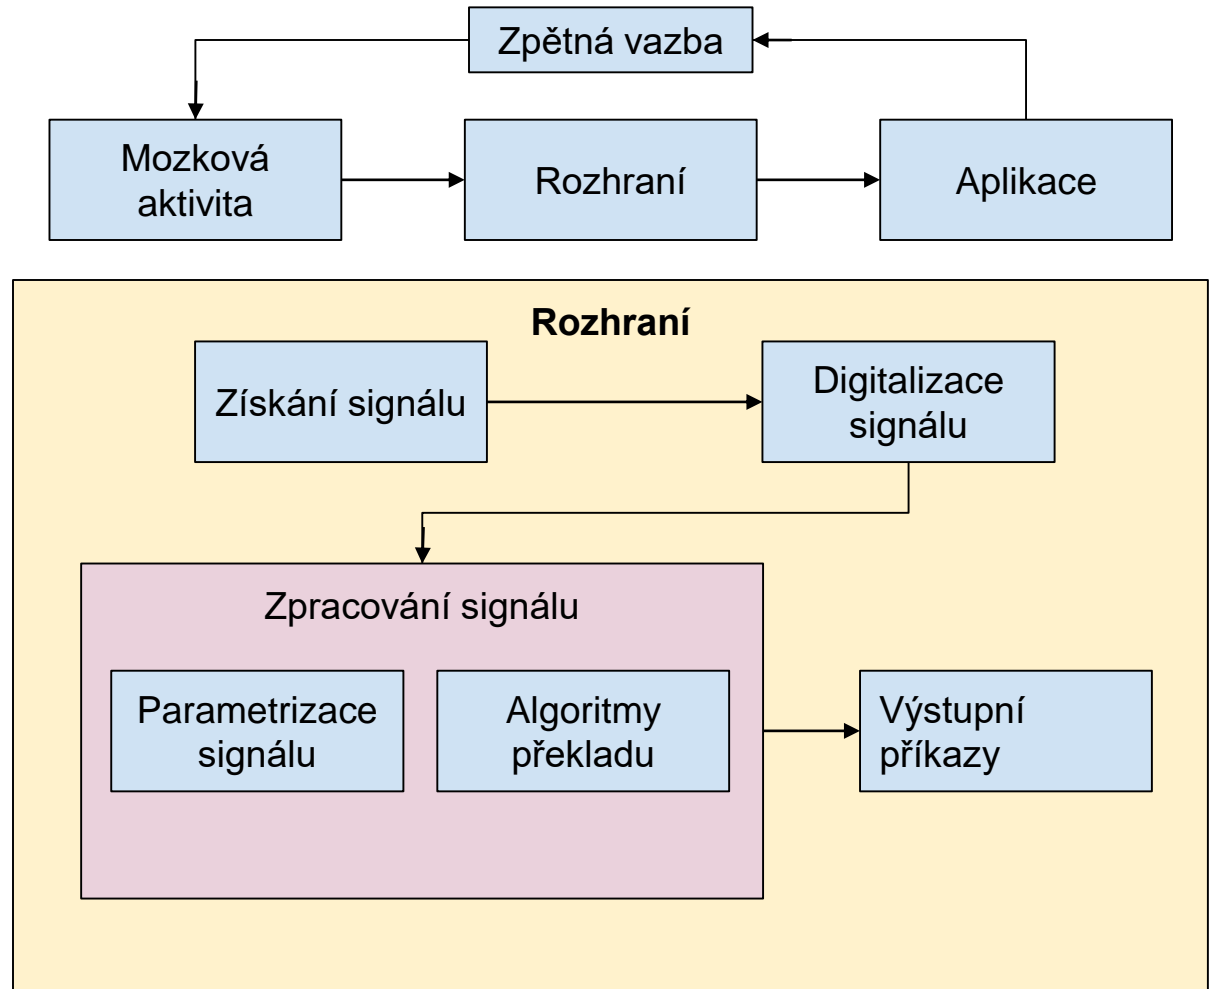 Zpětná vazba
Mozková
aktivita
Rozhraní
Aplikace
Rozhraní
Získání signálu
Digitalizace
signálu
Zpracování signálu
Parametrizace
signálu
Algoritmy
překladu
Výstupní
příkazy